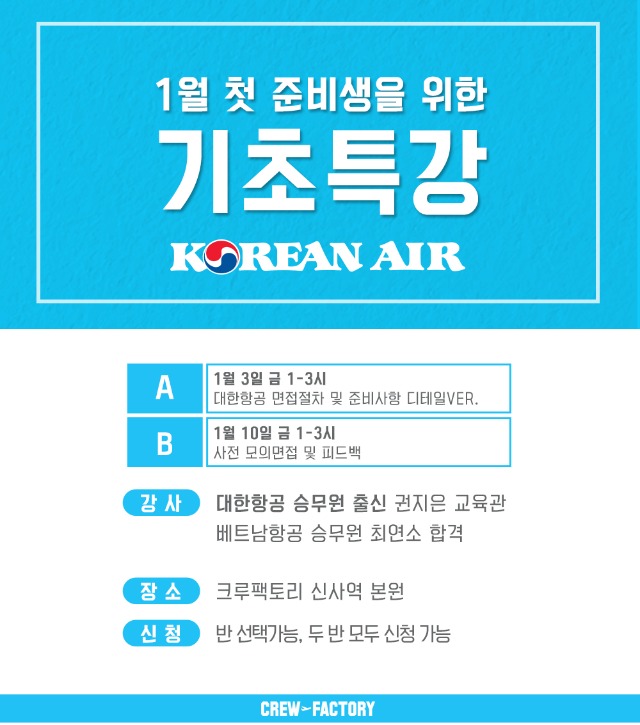 1월 첫 준비생을 위한
기초특강
KOREAN AIR
A
1월 3일 금 1-3시
대한항공 면접절차 및 준비사항 디테일VER.
B
1월 10일 금 1-3시
사전 모의면접 및 피드백
강 사
대한항공 승무원 출신 권지은 교육관
베트남항공 승무원 최연소 합격
장 소
크루팩토리 신사역 본원
신 청
반 선택가능, 두 반 모두 신청 가능
CREW FACTORY